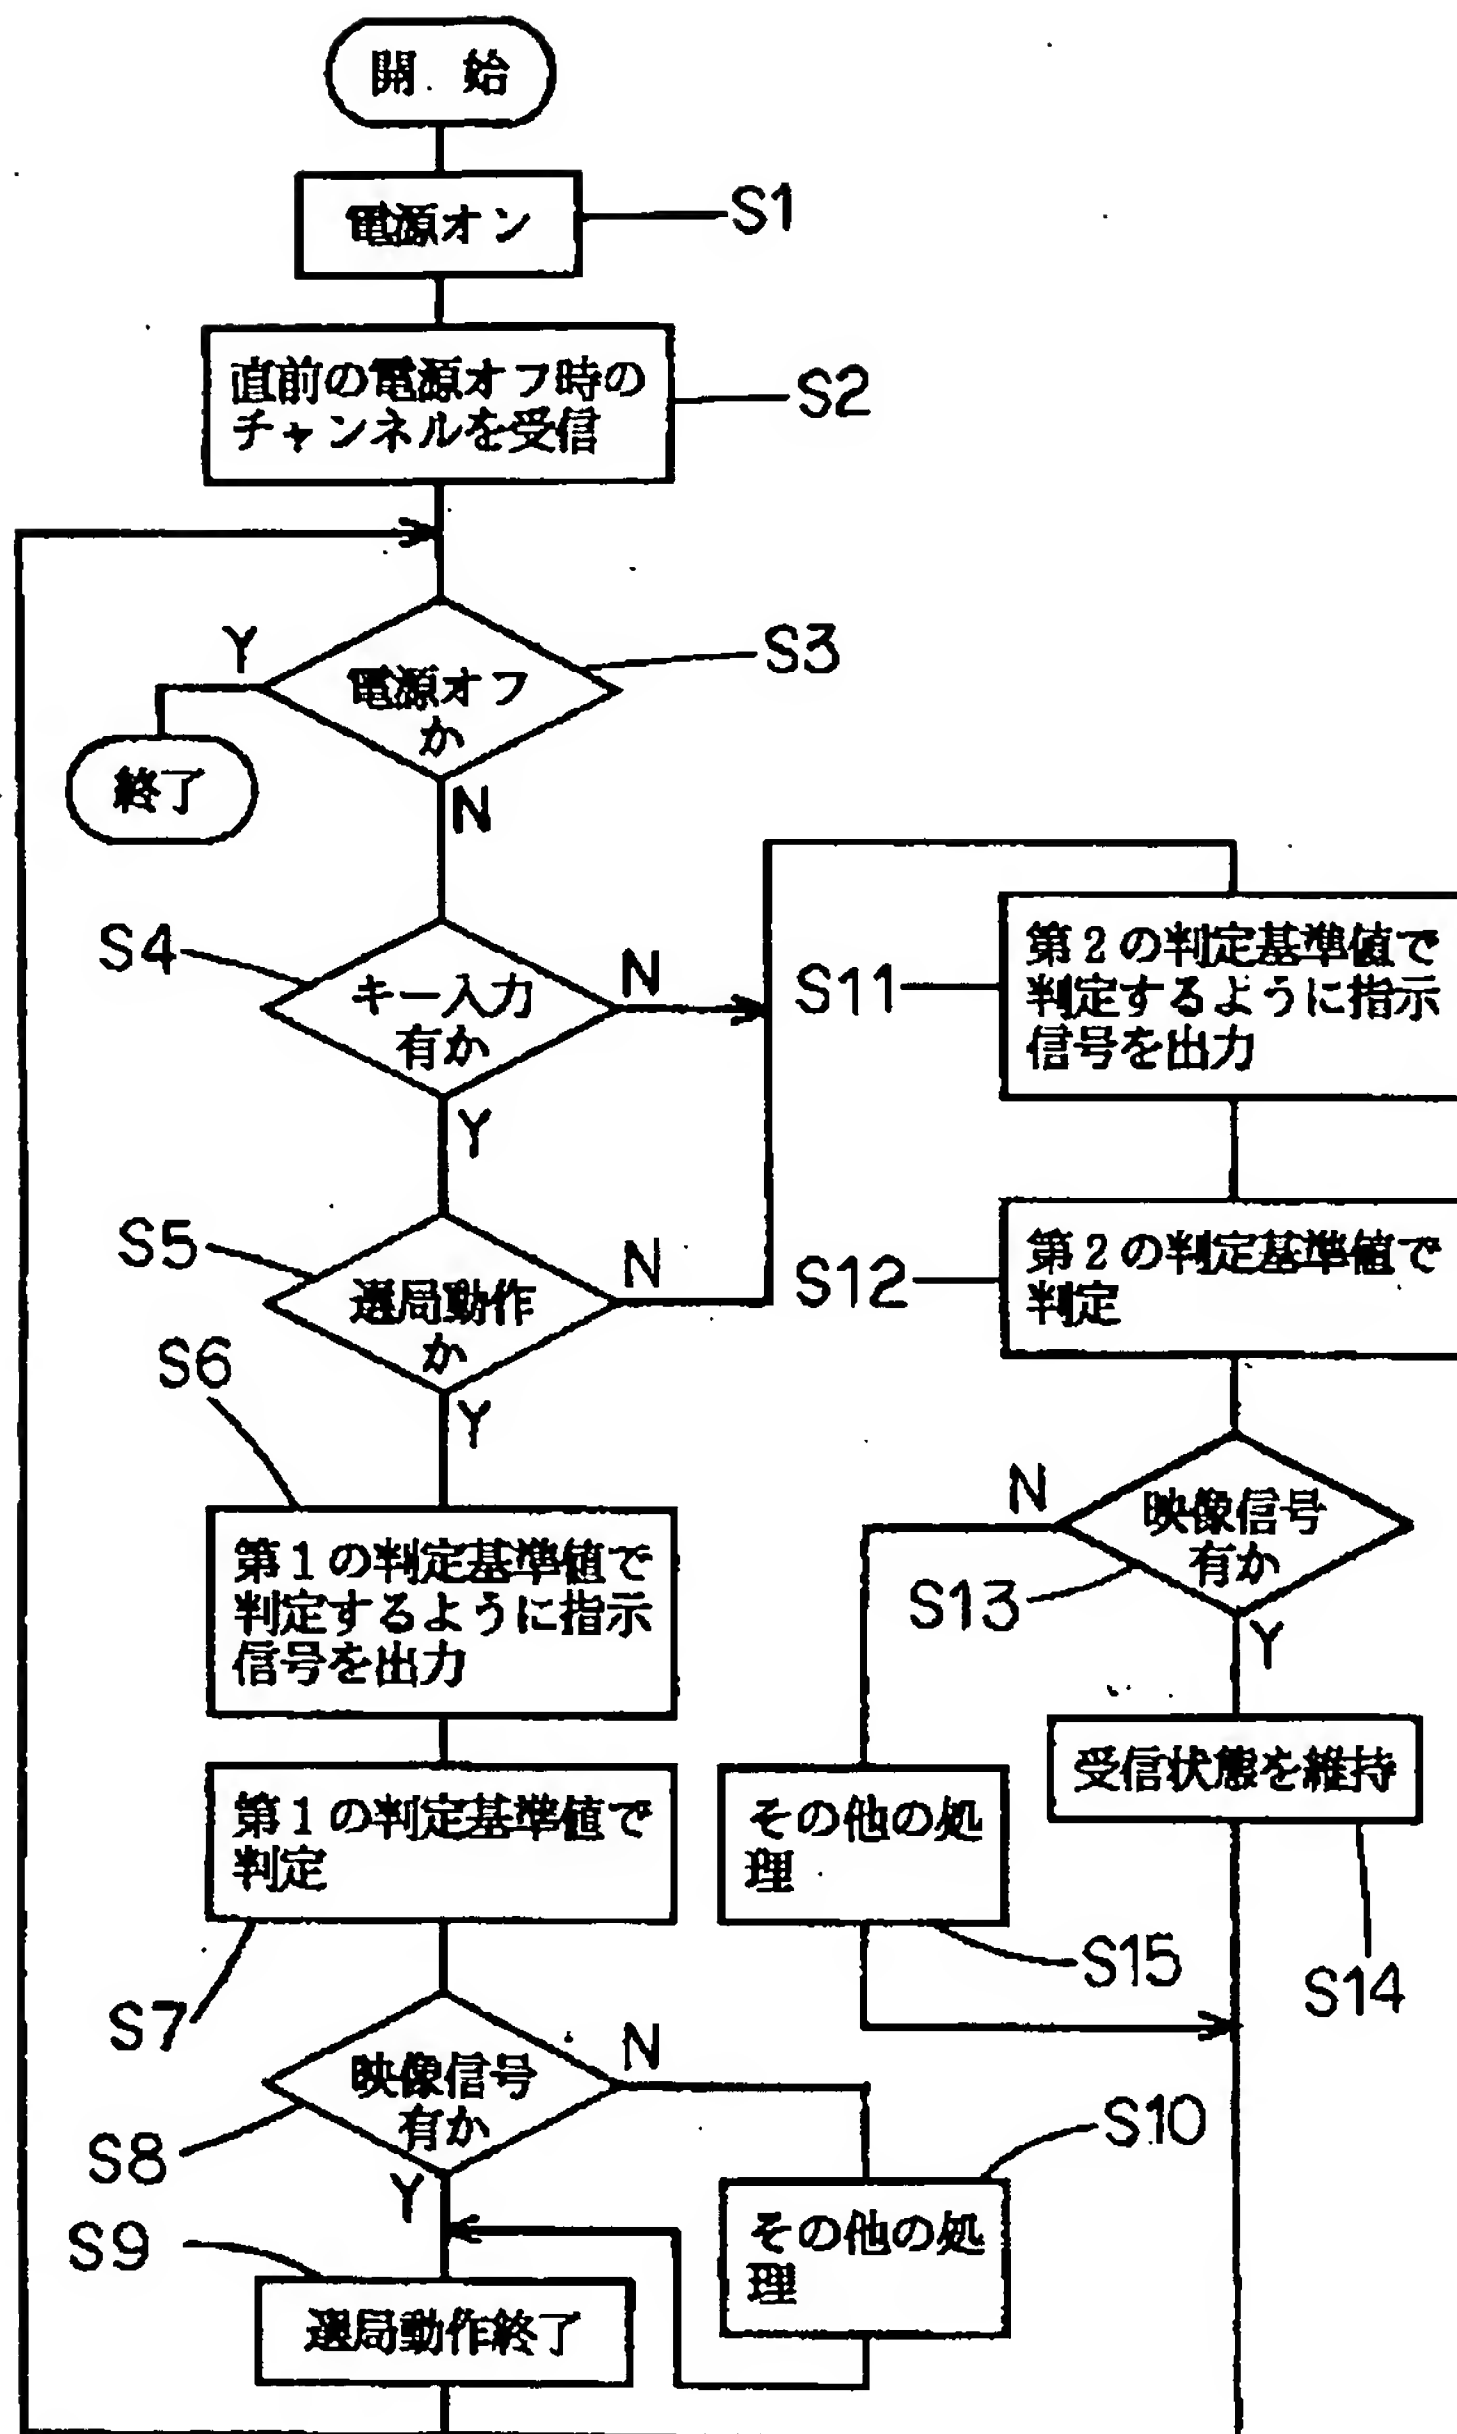 開 始
電源オン
S1
直前の電源オフ時の
チャンネルを受信
S2
電源オフ
か
S3
Y
終了
N
キー入力
有か
S4
N
Y
選局動作
か
S5
N
Y
S6
第1の判定基準値で
判定するように指示
信号を出力
第1の判定基準値で
判定
S7
映像信号
有か
S8
N
Y
S9
選局動作終了
S10
その他の処
理
S11
第2の判定基準値で
判定するように指示
信号を出力
S12
第2の判定基準値で
判定
N
映像信号
有か
S13
Y
受信状態を維持
S14
その他の処
理
S15